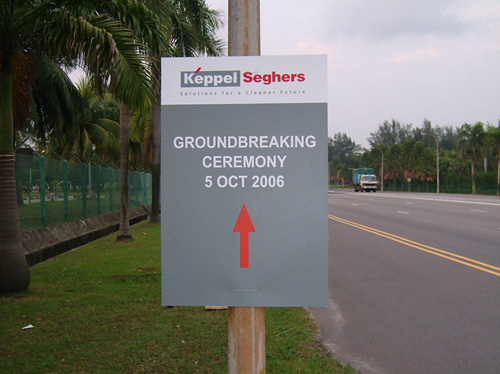 Keppel Seghers
Solutions for a Cleaner Future
GROUNDBREAKING
CEREMONY
5 OCT 2006